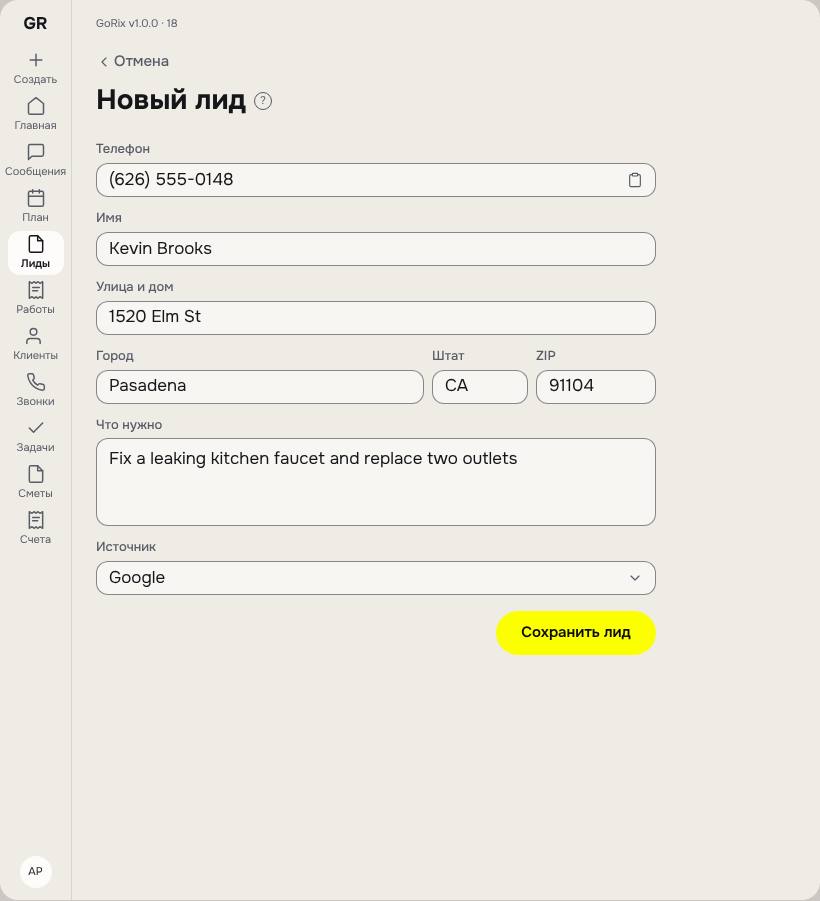 GR
GoRix v1.0.0 · 18
Создать
Главная
Сообщения
План
Лиды
Работы
Клиенты
Звонки
Задачи
Сметы
Счета
AP
Отмена
Новый лид ?
Телефон
(626) 555-0148
Имя
Kevin Brooks
Улица и дом
1520 Elm St
Город Штат ZIP
Pasadena CA 91104
Что нужно
Fix a leaking kitchen faucet and replace two outlets
Источник
Google
Сохранить лид